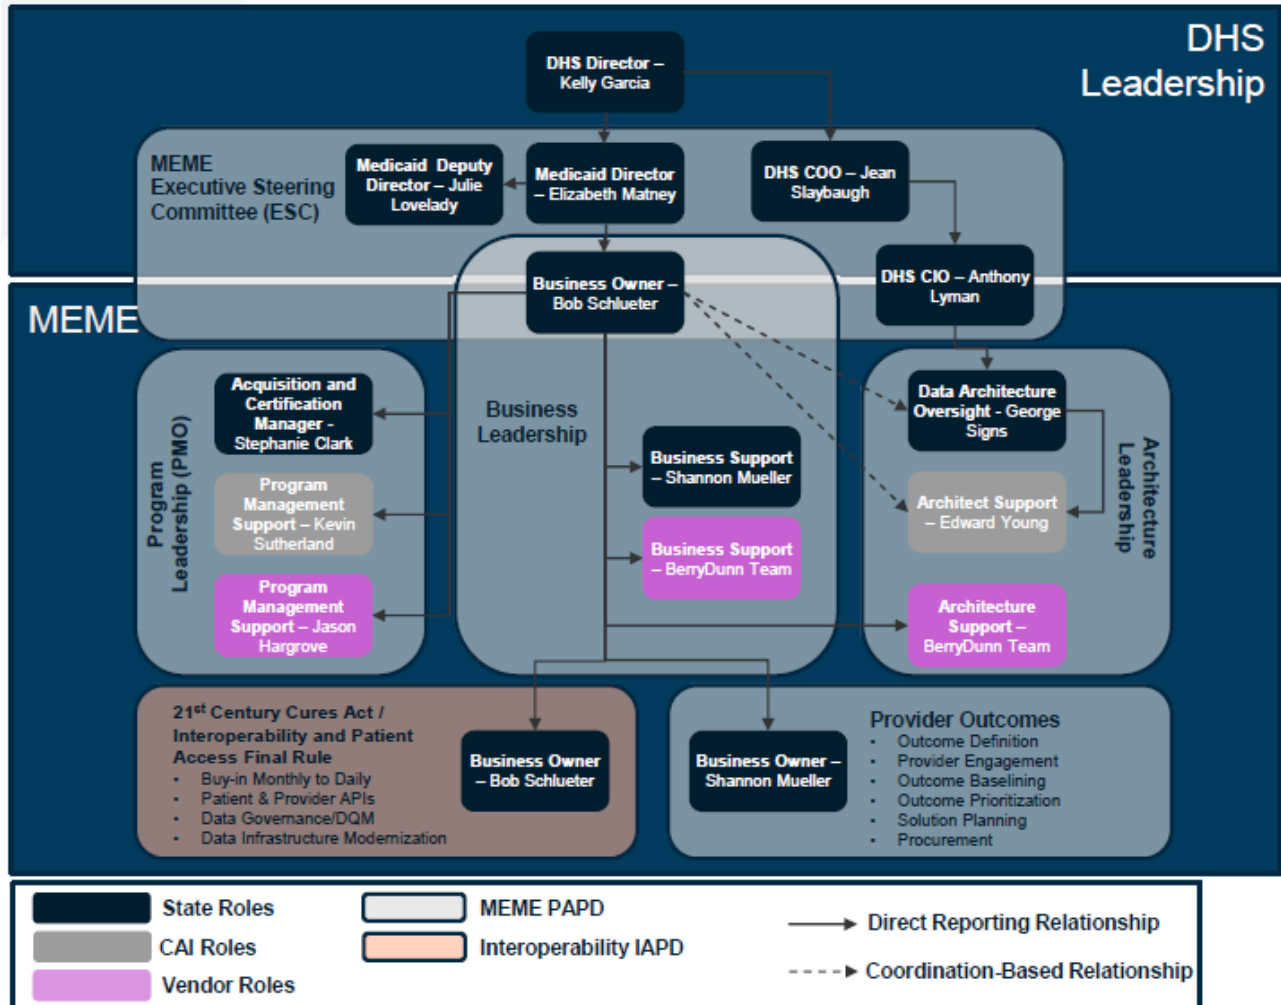 DHS
Leadership
DHS Director –
Kelly Garcia
MEME
Executive Steering
Committee (ESC)
Medicaid Deputy
Director – Julie
Lovelady
Medicaid Director
– Elizabeth Matney
DHS COO – Jean
Slaybaugh
Business Owner –
Bob Schlueter
DHS CIO – Anthony
Lyman
MEME
Program
Leadership (PMO)
Acquisition and
Certification
Manager -
Stephanie Clark
Program
Management
Support – Kevin
Sutherland
Program
Management
Support – Jason
Hargrove
Business
Leadership
Business Support
– Shannon Mueller
Business Support
– BerryDunn Team
Data Architecture
Oversight - George
Signs
Architect Support
– Edward Young
Architecture
Support –
BerryDunn Team
Architecture
Leadership
21st Century Cures Act /
Interoperability and Patient
Access Final Rule
• Buy-in Monthly to Daily
• Patient & Provider APIs
• Data Governance/DQM
• Data Infrastructure Modernization
Business Owner
– Bob Schlueter
Business Owner –
Shannon Mueller
Provider Outcomes
• Outcome Definition
• Provider Engagement
• Outcome Baselining
• Outcome Prioritization
• Solution Planning
• Procurement
State Roles
CAI Roles
Vendor Roles
MEME PAPD
Interoperability IAPD
Direct Reporting Relationship
Coordination-Based Relationship